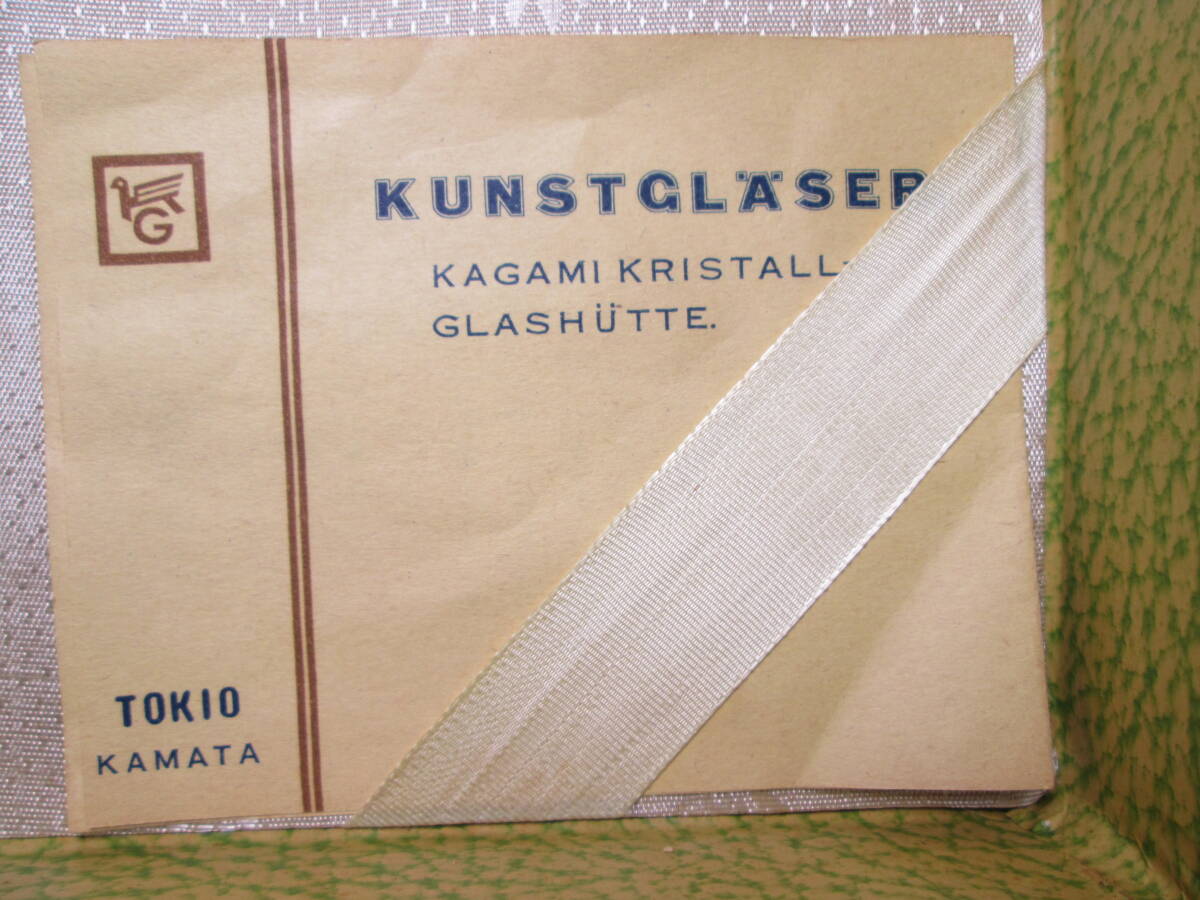 G
KUNSTGLÄSER
KAGAMI KRISTALL-
GLASHÜTTE.
TOKIO
KAMATA